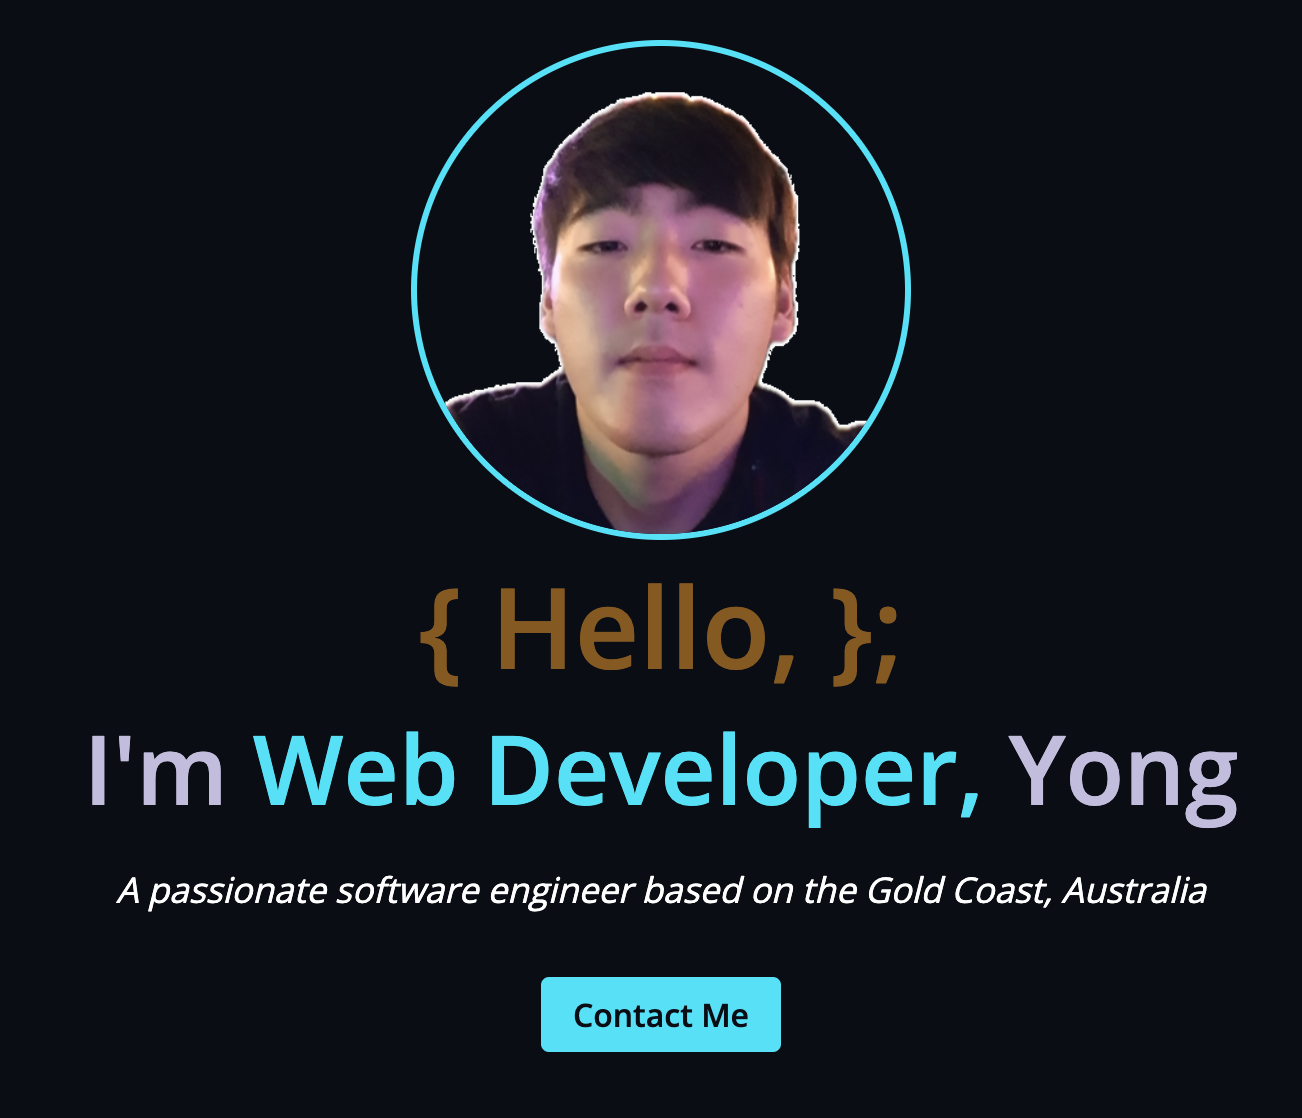 { Hello, };
I'm Web Developer, Yong
A passionate software engineer based on the Gold Coast, Australia
Contact Me